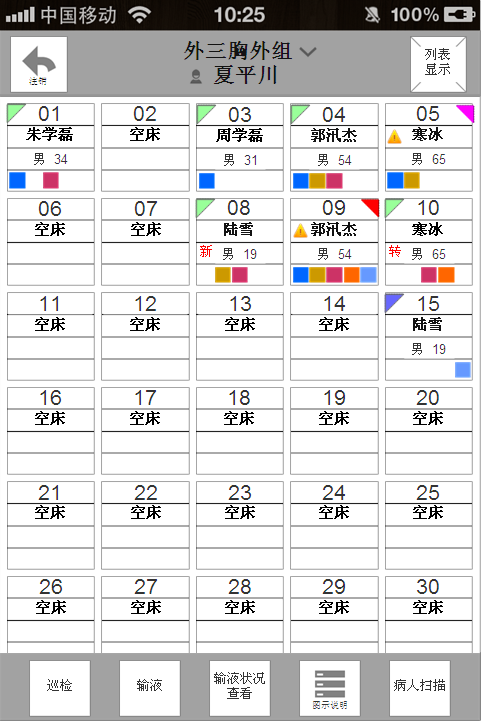 中国移动 10:25 100%
注销
外三胸外组
夏平川
列表
显示
01 02 03 04 05
朱学磊 空床 周学磊 郭汛杰 寒冰
男 34 男 31 男 54 男 65
06 07 08 09 10
空床 空床 陆雪 郭汛杰 寒冰
新 男 19 男 54 转 男 65
11 12 13 14 15
空床 空床 空床 空床 陆雪
男 19
16 17 18 19 20
空床 空床 空床 空床 空床
21 22 23 24 25
空床 空床 空床 空床 空床
26 27 28 29 30
空床 空床 空床 空床 空床
巡检 输液 输液状况 查看 图示说明 病人扫描